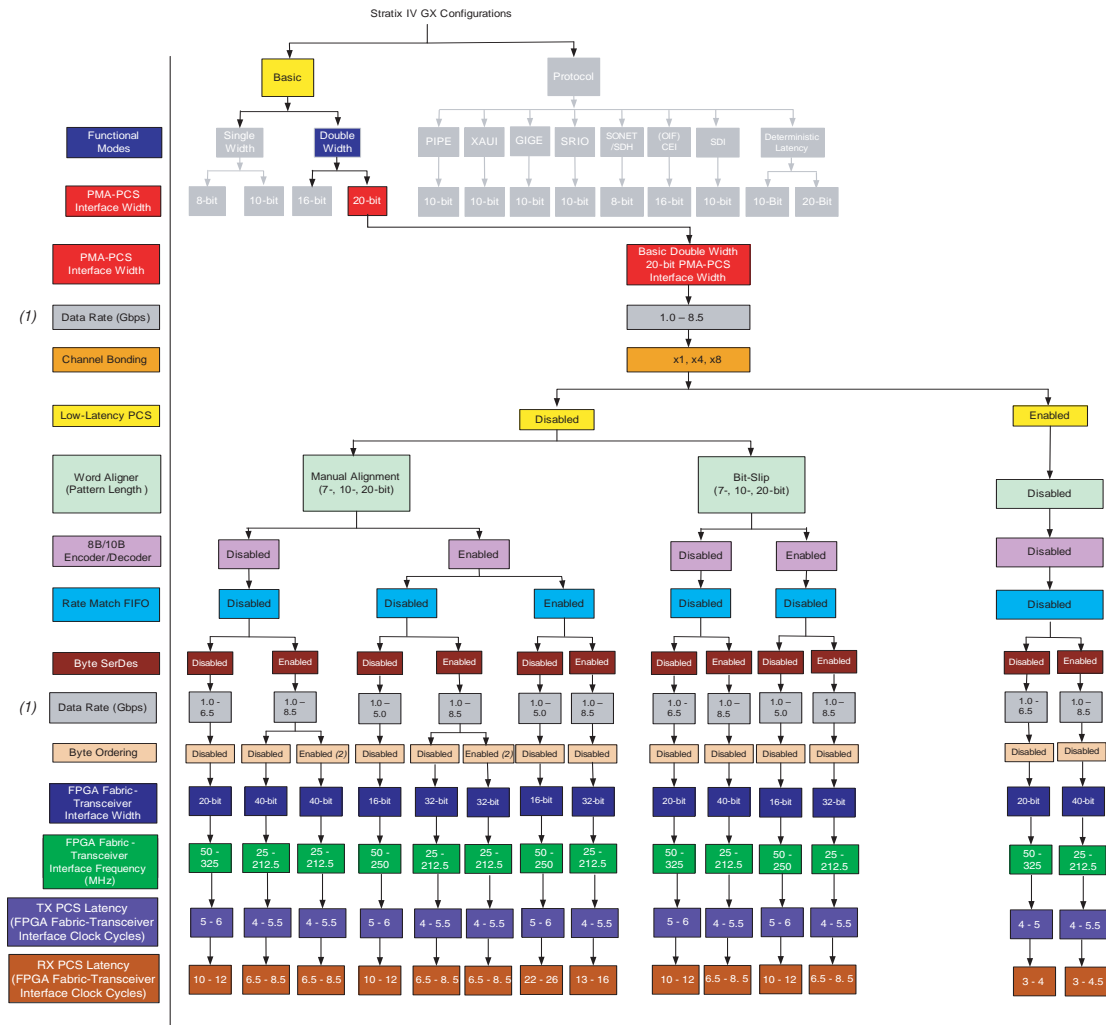 Stratix IV GX Configurations
Basic
Protocol
Functional
Modes
Single
Width
Double
Width
PIPE
XAUI
GIGE
SRIO
SONET
/SDH
(OIF)
CEI
SDI
Deterministic
Latency
PMA-PCS
Interface Width
8-bit
10-bit
16-bit
20-bit
10-bit
10-bit
10-bit
10-bit
8-bit
16-bit
10-bit
10-Bit
20-Bit
PMA-PCS
Interface Width
Basic Double Width
20-bit PMA-PCS
Interface Width
(1)
Data Rate (Gbps)
1.0 – 8.5
Channel Bonding
x1, x4, x8
Low-Latency PCS
Disabled
Enabled
Word Aligner
(Pattern Length )
Manual Alignment
(7-, 10-, 20-bit)
Bit-Slip
(7-, 10-, 20-bit)
Disabled
8B/10B
Encoder/Decoder
Disabled
Enabled
Disabled
Enabled
Disabled
Rate Match FIFO
Disabled
Disabled
Enabled
Disabled
Disabled
Disabled
Byte SerDes
Disabled
Enabled
Disabled
Enabled
Disabled
Enabled
Disabled
Enabled
Disabled
Enabled
Disabled
Enabled
(1)
Data Rate (Gbps)
1.0 -
6.5
1.0 –
8.5
1.0 –
5.0
1.0 –
8.5
1.0 –
5.0
1.0 –
8.5
1.0 -
6.5
1.0 –
8.5
1.0 –
5.0
1.0 –
8.5
1.0 -
6.5
1.0 –
8.5
Byte Ordering
Disabled
Disabled
Enabled (2)
Disabled
Disabled
Enabled (2)
Disabled
Disabled
Disabled
Disabled
Disabled
Disabled
Disabled
Disabled
FPGA Fabric-
Transceiver
Interface Width
20-bit
40-bit
40-bit
16-bit
32-bit
32-bit
16-bit
32-bit
20-bit
40-bit
16-bit
32-bit
20-bit
40-bit
FPGA Fabric -
Transceiver
Interface Frequency
(MHz)
50 -
325
25 -
212.5
25 -
212.5
50 -
250
25 -
212.5
25 -
212.5
50 -
250
25 -
212.5
50 -
325
25 -
212.5
50 -
250
25 -
212.5
50 -
325
25 -
212.5
TX PCS Latency
(FPGA Fabric-Transceiver
Interface Clock Cycles)
5 - 6
4 - 5.5
4 - 5.5
5 - 6
4 - 5.5
4 - 5.5
5 - 6
4 - 5.5
5 - 6
4 - 5.5
5 - 6
4 - 5.5
4 - 5
4 - 5.5
RX PCS Latency
(FPGA Fabric-Transceiver
Interface Clock Cycles)
10 - 12
6.5 - 8.5
6.5 - 8.5
10 - 12
6.5 - 8. 5
6.5 - 8. 5
22 - 26
13 - 16
10 - 12
6.5 - 8. 5
10 - 12
6.5 - 8. 5
3 - 4
3 - 4.5